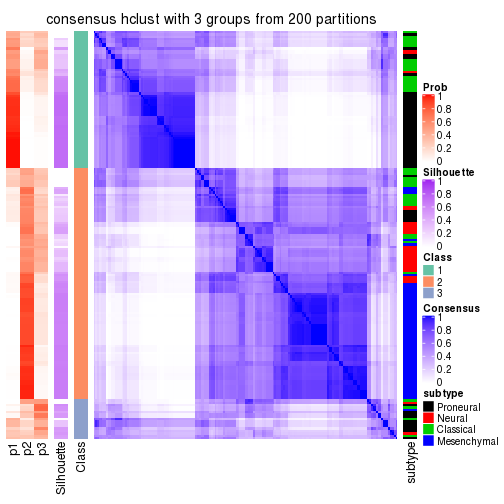 consensus hclust with 3 groups from 200 partitions
Prob
1
0.8
0.6
0.4
0.2
0
Silhouette
1
0.8
0.6
0.4
0.2
0
Class
1
2
3
Consensus
1
0.8
0.6
0.4
0.2
0
subtype
Proneural
Neural
Classical
Mesenchymal
p1
p2
p3
Silhouette
Class
subtype